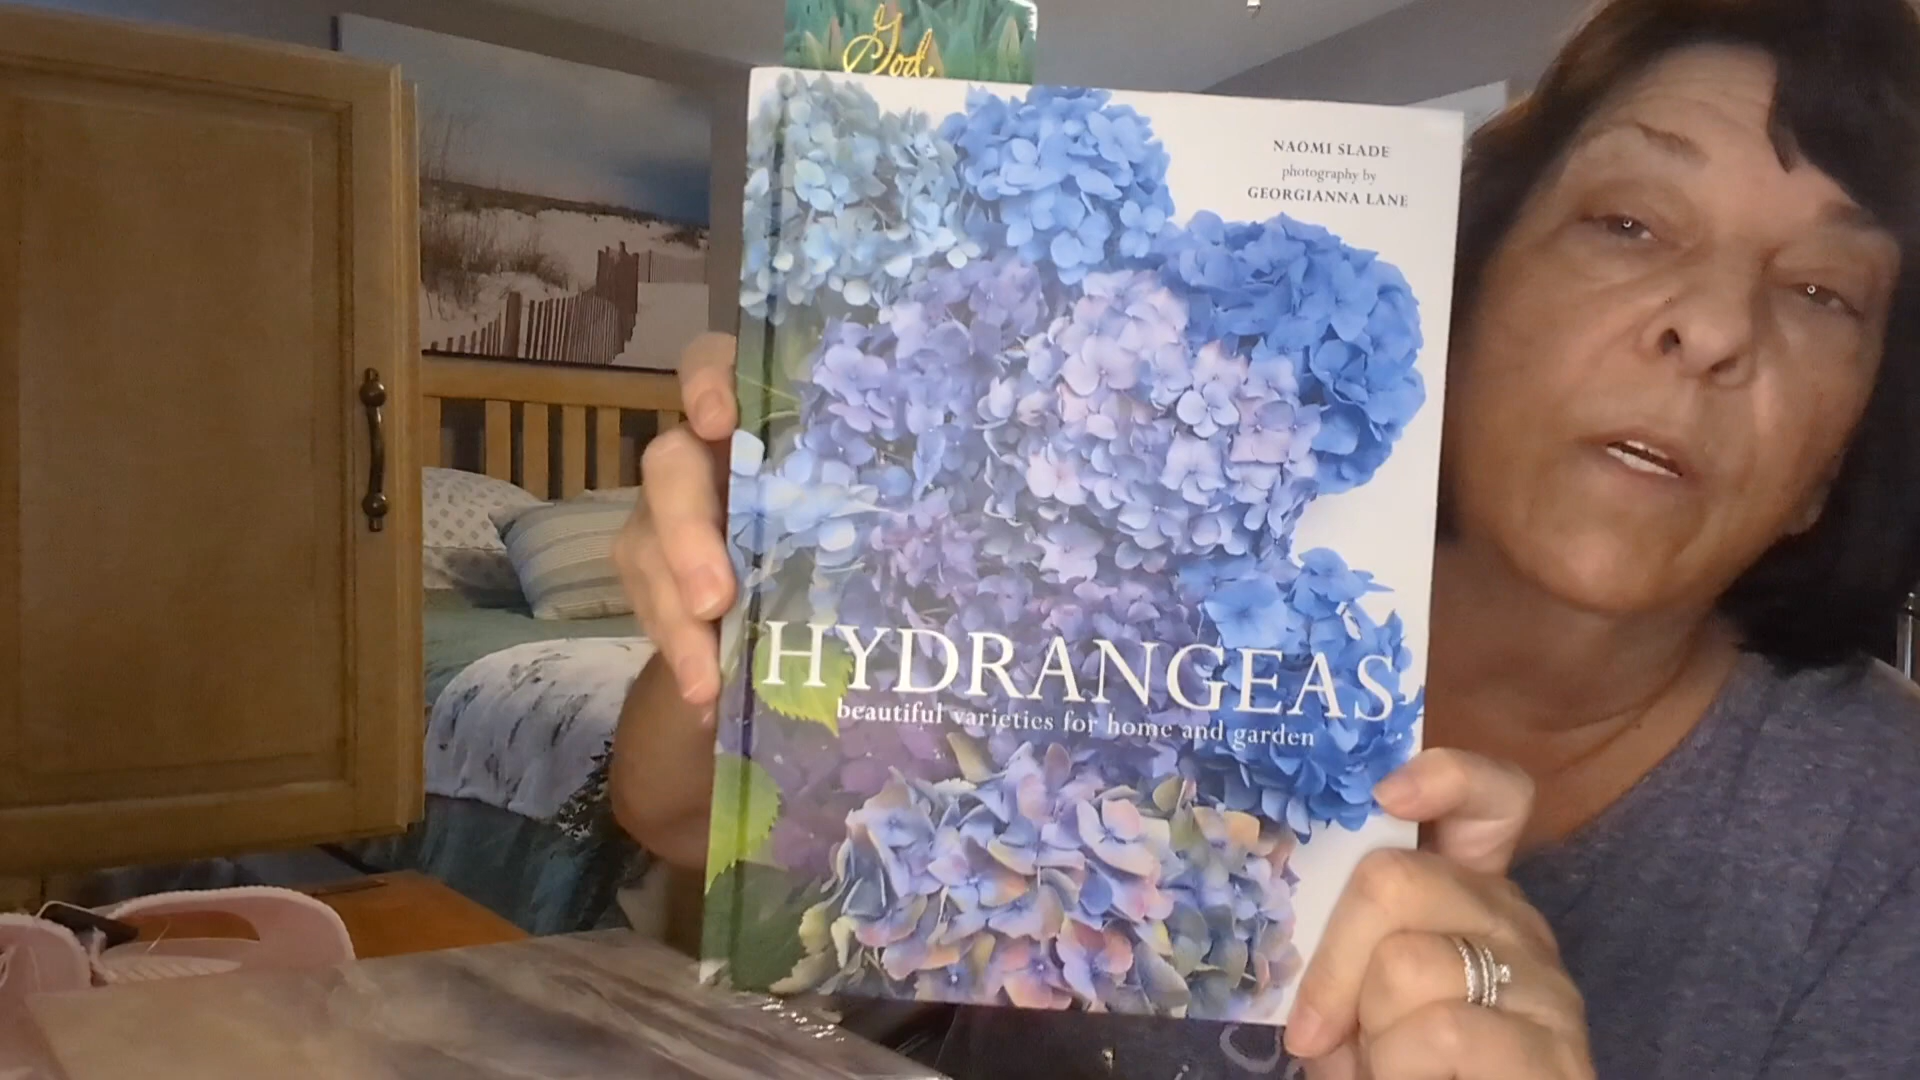 God,
NAOMI SLADE
photography by
GEORGIANNA LANE
HYDRANGEAS
beautiful varieties for home and garden